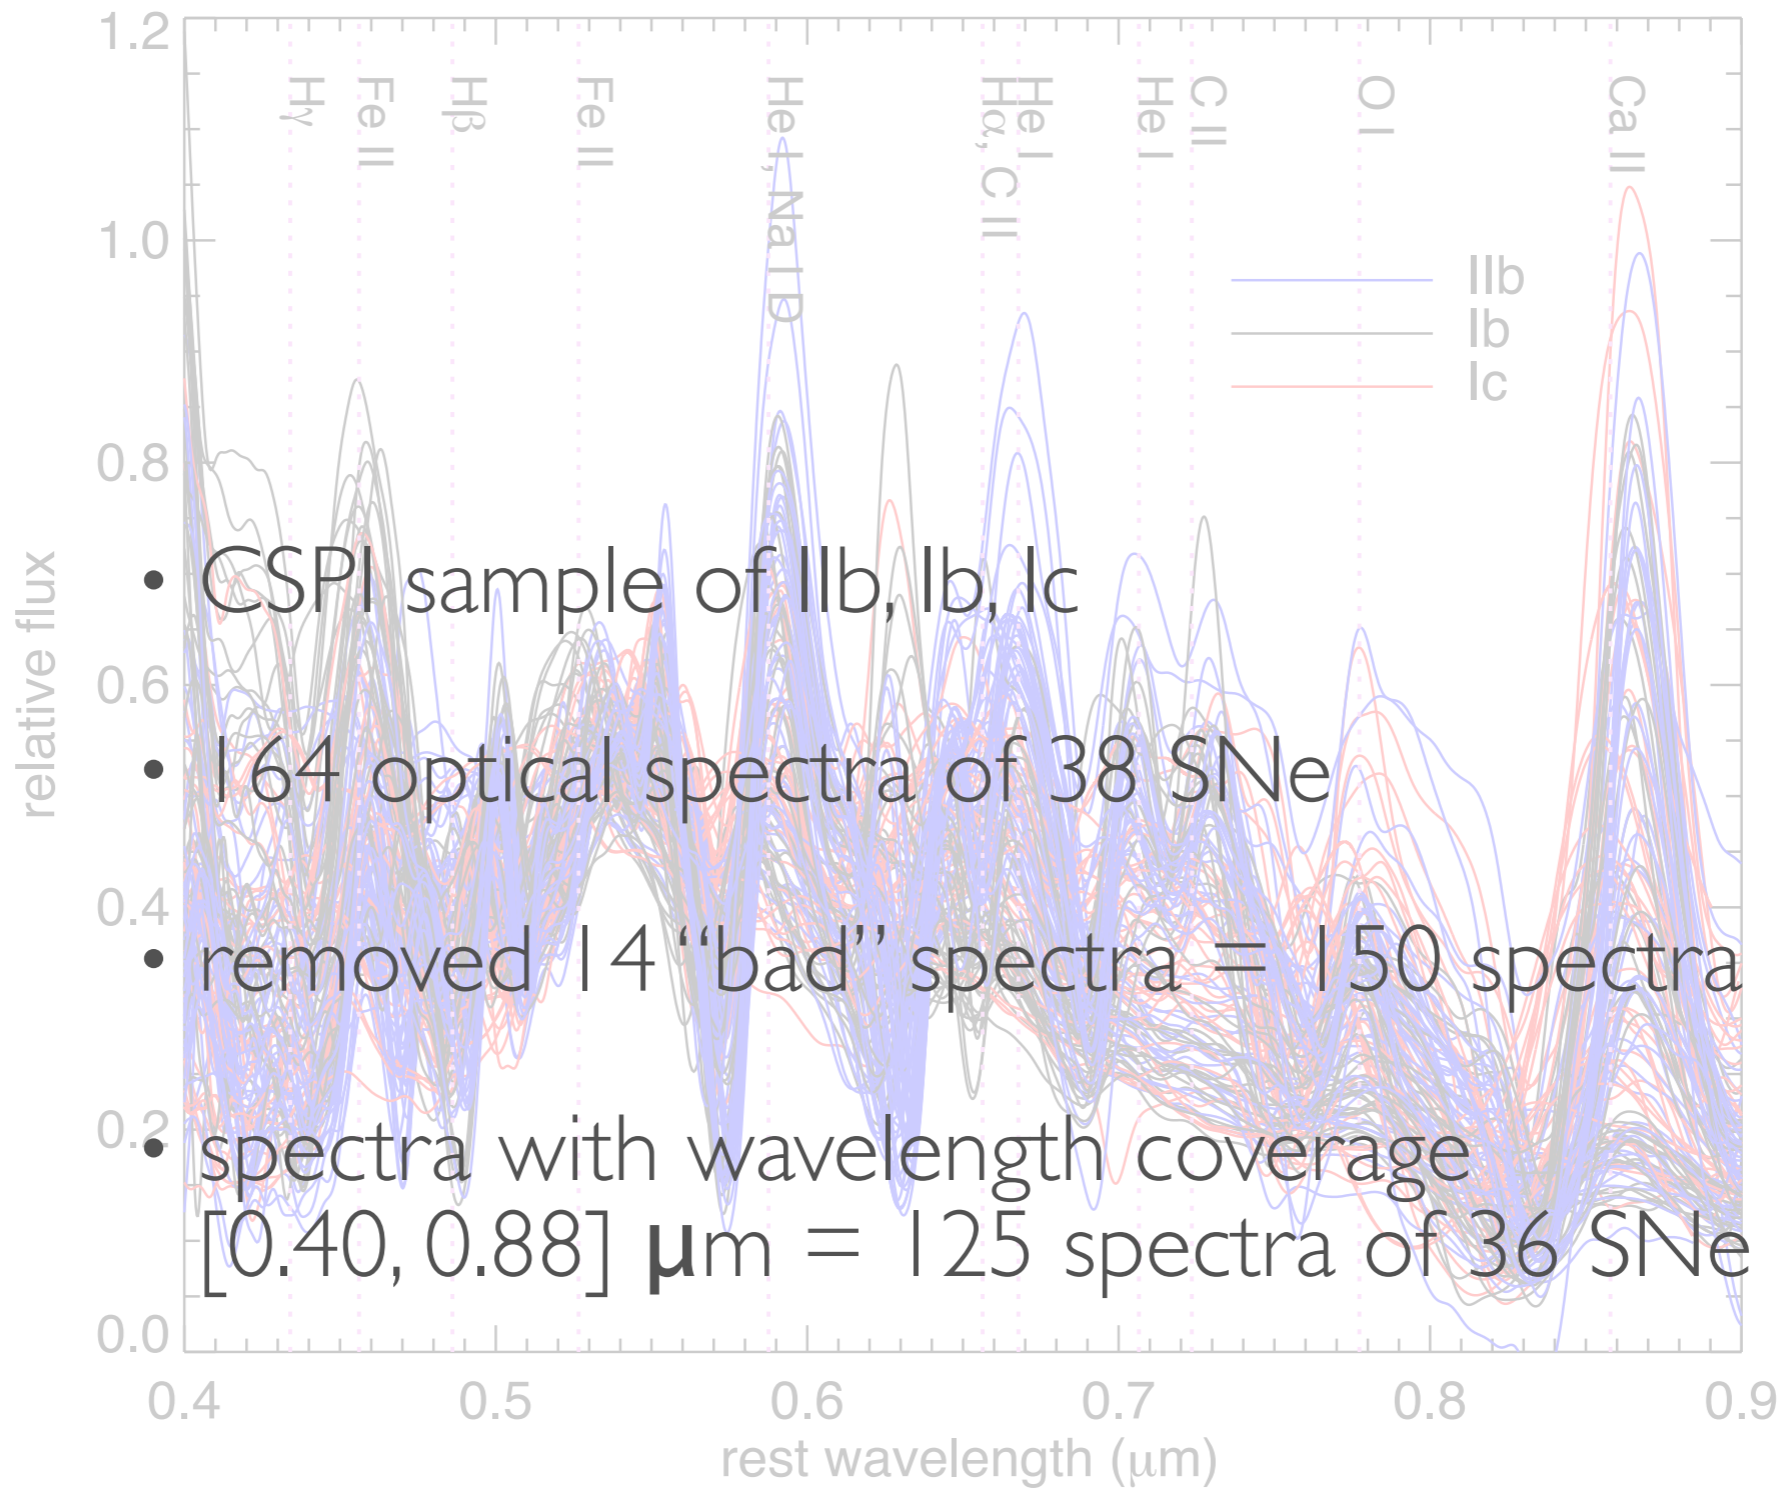 1.2
1.0
0.8
0.6
0.4
0.2
0.0
relative flux
Hγ
Fe II
Hβ
Fe II
He I, Na I D
Hα, C II
He I
He I
C II
O I
Ca II
IIb
Ib
Ic
• CSPI sample of IIb, Ib, Ic
• 164 optical spectra of 38 SNe
• removed 14 “bad” spectra = 150 spectra
• spectra with wavelength coverage
[0.40, 0.88] µm = 125 spectra of 36 SNe
0.4 0.5 0.6 0.7 0.8 0.9
rest wavelength (μm)